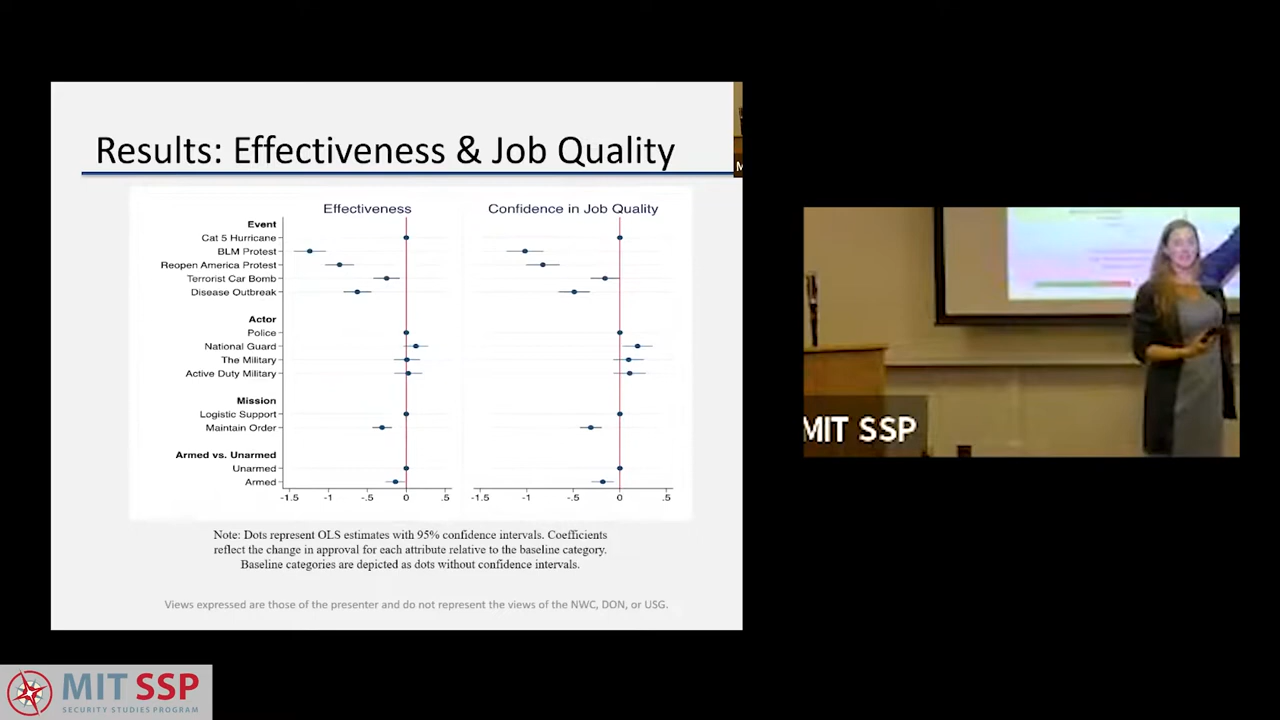 Results: Effectiveness & Job Quality
Effectiveness
Confidence in Job Quality
Event
Cat 5 Hurricane
BLM Protest
Reopen America Protest
Terrorist Car Bomb
Disease Outbreak
Actor
Police
National Guard
The Military
Active Duty Military
Mission
Logistic Support
Maintain Order
Armed vs. Unarmed
Unarmed
Armed
-1.5 -1 -.5 0 .5
-1.5 -1 -.5 0 .5
Note: Dots represent OLS estimates with 95% confidence intervals. Coefficients
reflect the change in approval for each attribute relative to the baseline category.
Baseline categories are depicted as dots without confidence intervals.
Views expressed are those of the presenter and do not represent the views of the NWC, DON, or USG.
M
MIT SSP
MIT SSP
SECURITY STUDIES PROGRAM